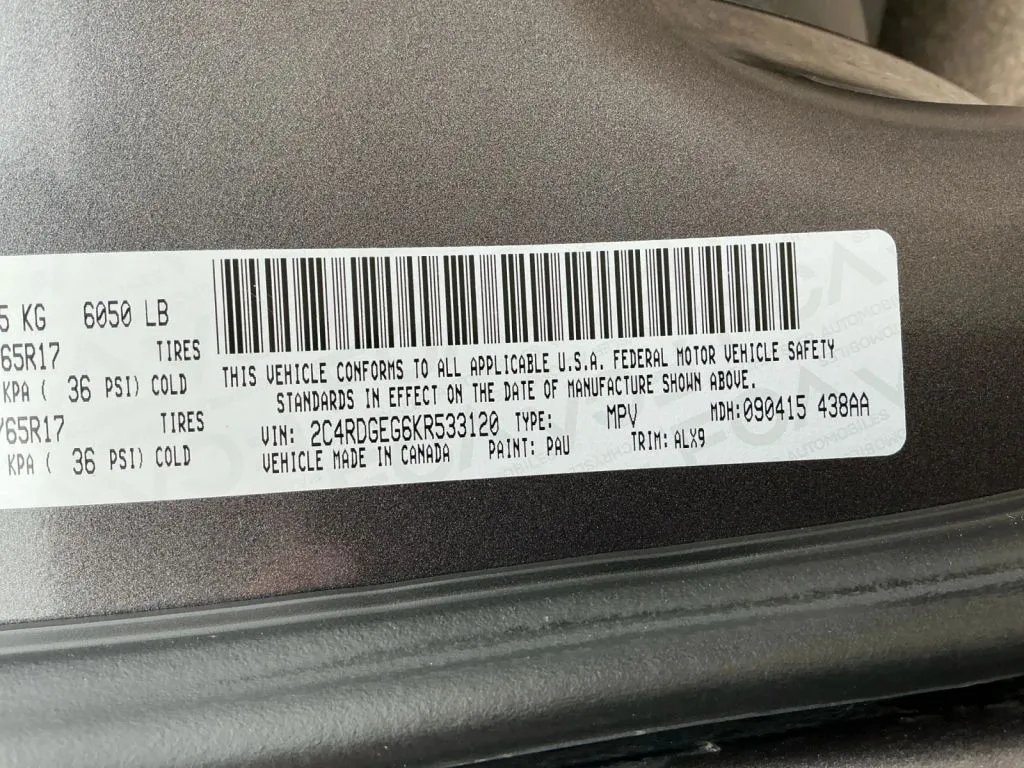 5 KG 6050 LB
65R17 TIRES
KPA ( 36 PSI) COLD
/65R17
KPA ( 36 PSI) COLD
THIS VEHICLE CONFORMS TO ALL APPLICABLE U.S.A. FEDERAL MOTOR VEHICLE SAFETY
STANDARDS IN EFFECT ON THE DATE OF MANUFACTURE SHOWN ABOVE.
VIN: 2C4RDGEG6KR533120 TYPE: MPV MDH:090415 438AA
VEHICLE MADE IN CANADA PAINT: PAU TRIM: ALX9